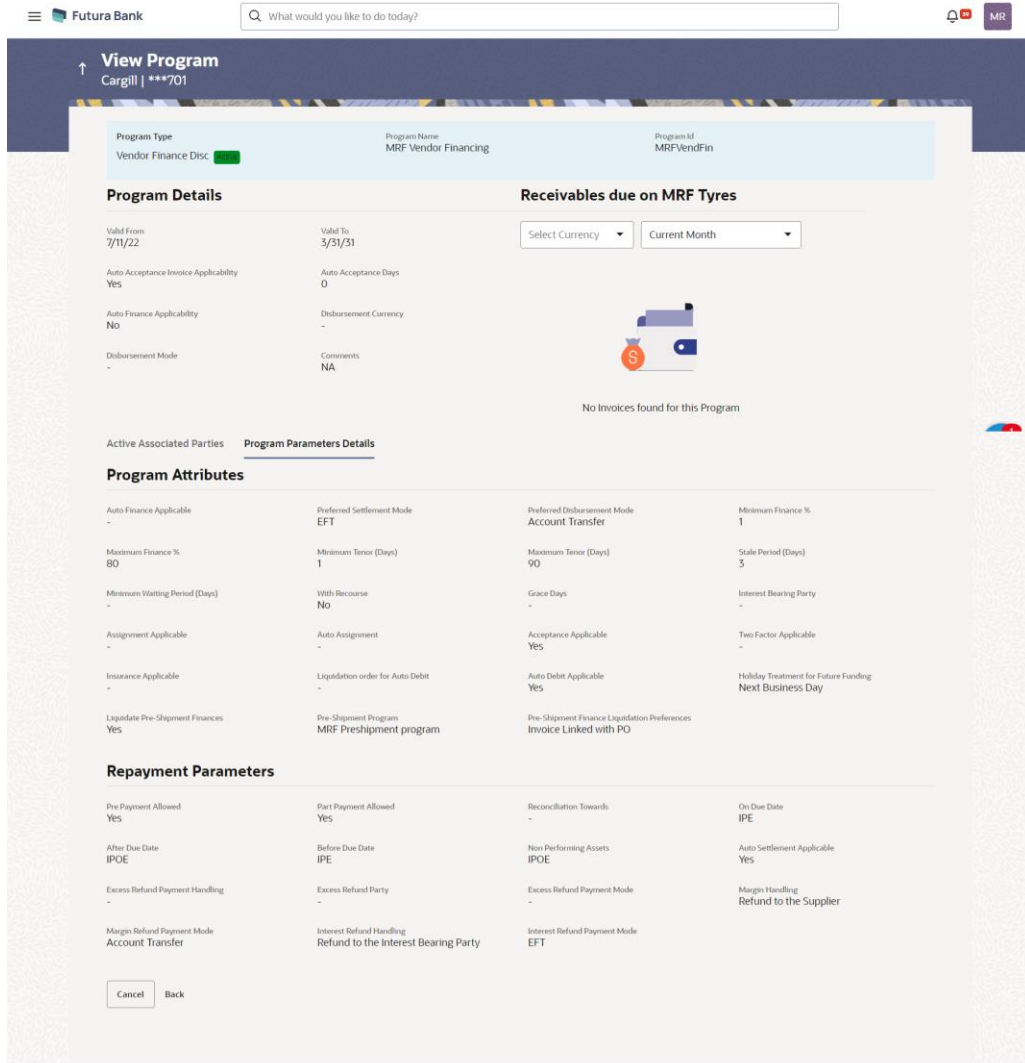 Futura Bank
What would you like to do today?
MR
View Program
Cargill | ***701
Program Type
Program Name
Program Id
Vendor Finance Disc
MRF Vendor Financing
MRFVendFin
Program Details
Receivables due on MRF Tyres
Valid From
Valid To
7/11/22
3/31/31
Select Currency
Current Month
Auto Acceptance Invoice Applicability
Auto Acceptance Days
Yes
0
Auto Finance Applicability
Disbursement Currency
No
-
Disbursement Mode
Comments
-
NA
S
No Invoices found for this Program
Active Associated Parties
Program Parameters Details
Program Attributes
Auto Finance Applicable
Preferred Settlement Mode
Preferred Disbursement Mode
Minimum Finance %
-
EFT
Account Transfer
1
Maximum Finance %
Minimum Tenor (Days)
Maximum Tenor (Days)
Stale Period (Days)
80
1
90
3
Minimum Waiting Period (Days)
With Recourse
Grace Days
Interest Bearing Party
-
No
-
-
Assignment Applicable
Auto Assignment
Acceptance Applicable
Two Factor Applicable
-
-
Yes
-
Insurance Applicable
Liquidation order for Auto Debit
Auto Debit Applicable
Holiday Treatment for Future Funding
-
-
Yes
Next Business Day
Liquidate Pre-Shipment Finances
Pre-Shipment Program
Pre-Shipment Finance Liquidation Preferences
Yes
MRF Preshipment program
Invoice Linked with PO
Repayment Parameters
Pre Payment Allowed
Part Payment Allowed
Reconciliation Towards
On Due Date
Yes
Yes
-
IPE
After Due Date
Before Due Date
Non Performing Assets
Auto Settlement Applicable
IPOE
IPE
IPOE
Yes
Excess Refund Payment Handling
Excess Refund Party
Excess Refund Payment Mode
Margin Handling
-
-
-
Refund to the Supplier
Margin Refund Payment Mode
Interest Refund Handling
Interest Refund Payment Mode
Account Transfer
Refund to the Interest Bearing Party
EFT
Cancel
Back